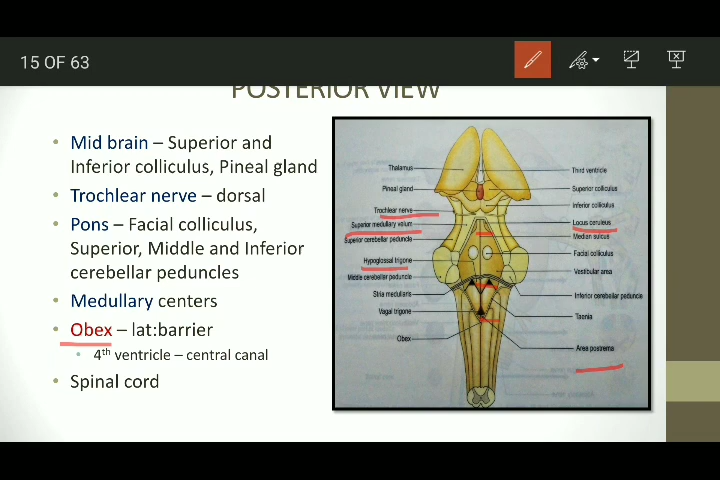 15 OF 63
POSTERIOR VIEW
• Mid brain – Superior and
Inferior colliculus, Pineal gland
• Trochlear nerve – dorsal
• Pons – Facial colliculus,
Superior, Middle and Inferior
cerebellar peduncles
• Medullary centers
• Obex – lat:barrier
• 4th ventricle – central canal
• Spinal cord
Thalamus
Pineal gland
Trochlear nerve
Superior medullary velum
Superior cerebellar peduncle
Hypoglossal trigone
Middle cerebellar peduncle
Stria medullaris
Vagal trigone
Obex
Third ventricle
Superior colliculus
Inferior colliculus
Locus ceruleus
Median sulcus
Facial colliculus
Vestibular area
Inferior cerebellar peduncle
Taenia
Area postrema